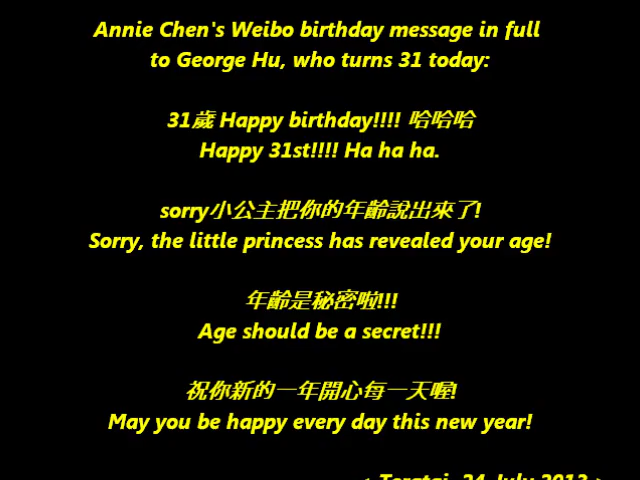 Annie Chen's Weibo birthday message in full
to George Hu, who turns 31 today:
31歲 Happy birthday!!!! 哈哈哈
Happy 31st!!!! Ha ha ha.
sorry小公主把你的年齡說出來了!
Sorry, the little princess has revealed your age!
年齡是秘密啦!!!
Age should be a secret!!!
祝你新的一年開心每一天喔!
May you be happy every day this new year!